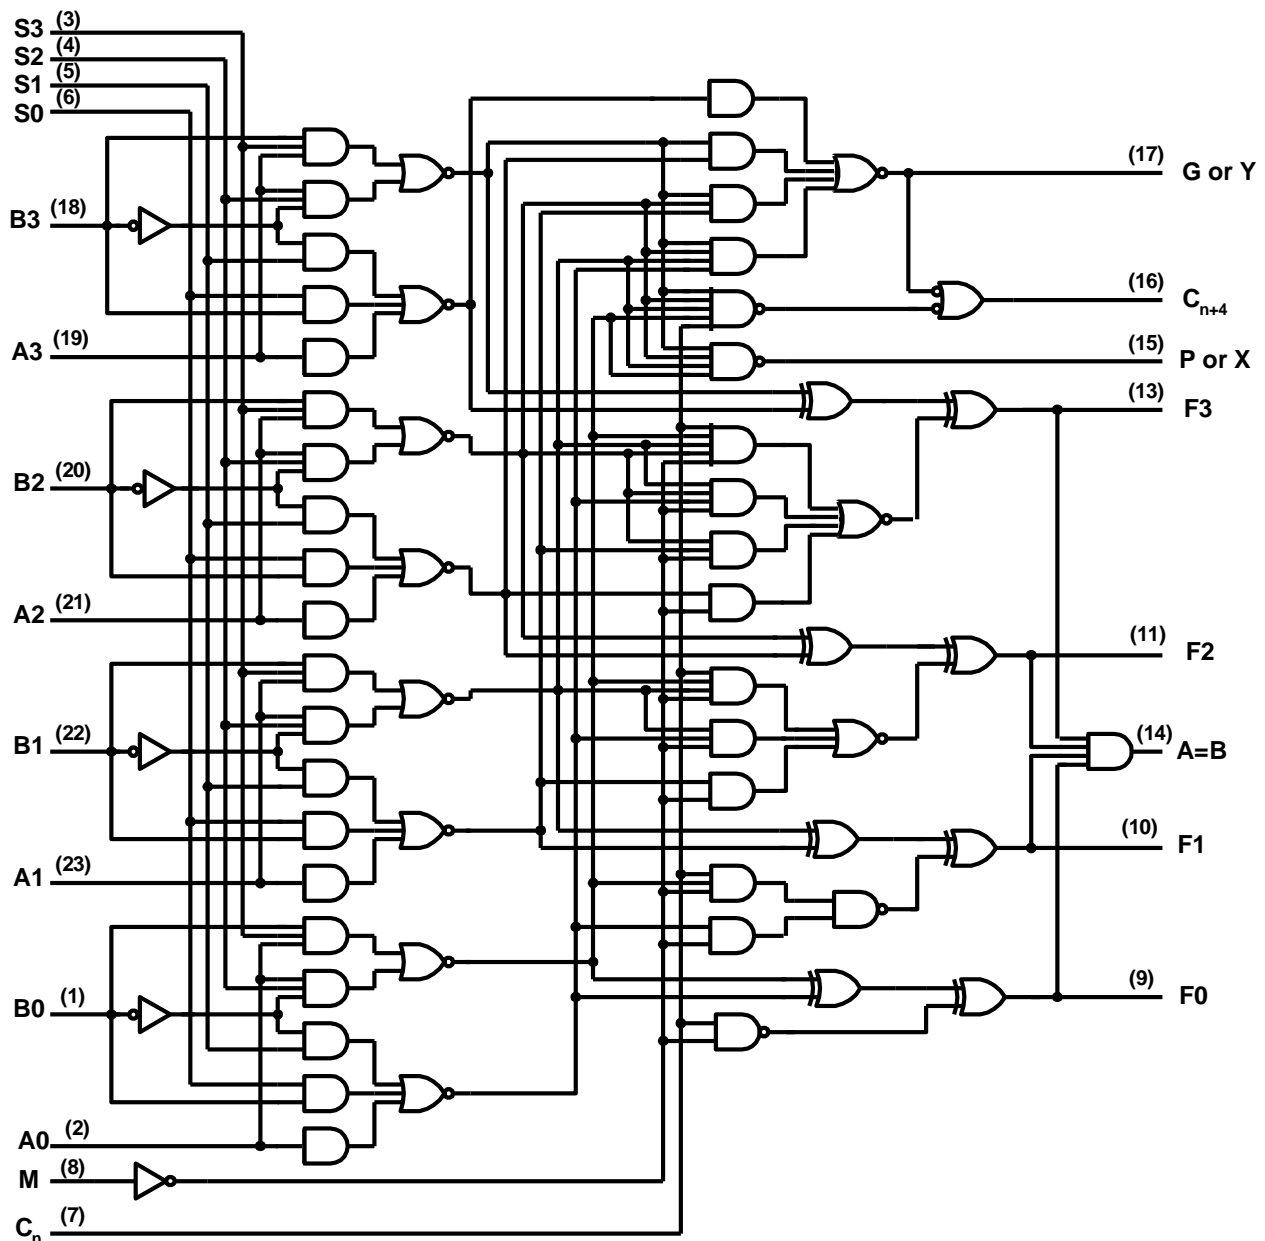 S3 (3)
S2 (4)
S1 (5)
S0 (6)
(17) G or Y
B3 (18)
(16) Cn+4
A3 (19)
(15) P or X
(13) F3
B2 (20)
A2 (21)
(11) F2
B1 (22)
(14) A=B
(10) F1
A1 (23)
(9) F0
B0 (1)
A0 (2)
M (8)
Cn (7)